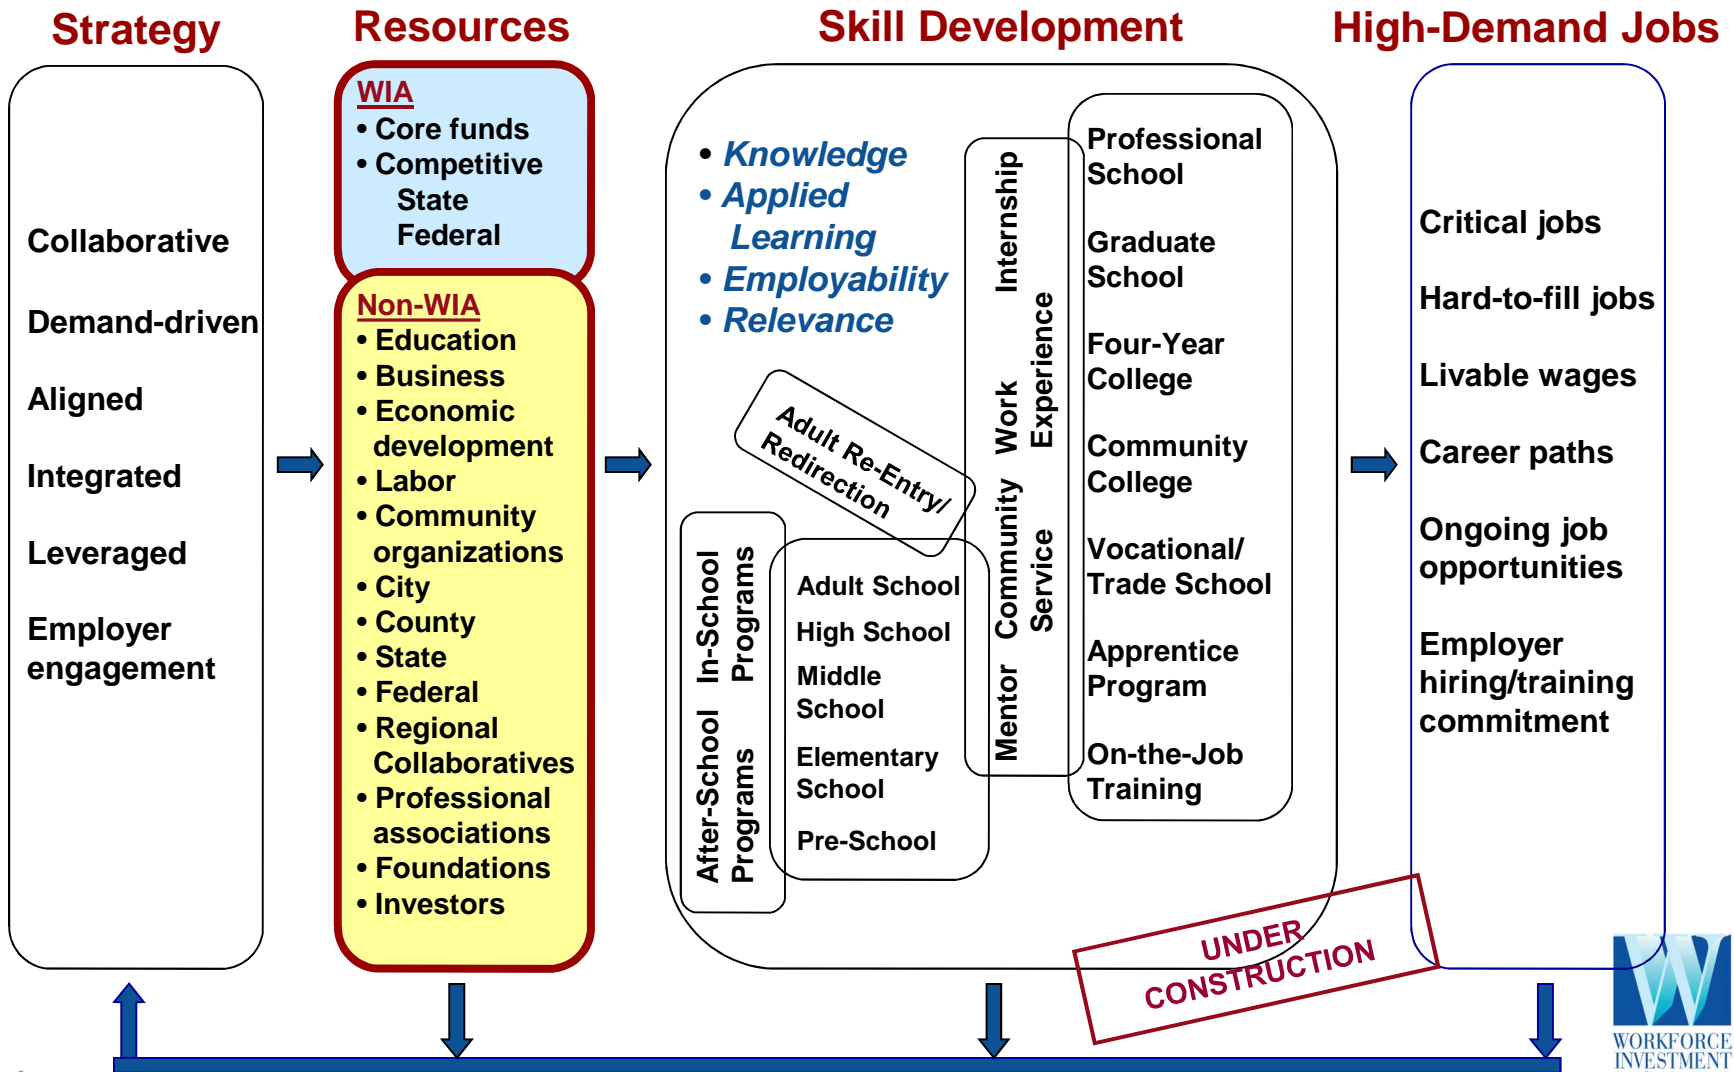 Strategy
Resources
Skill Development
High-Demand Jobs
Collaborative
Demand-driven
Aligned
Integrated
Leveraged
Employer
engagement
WIA
• Core funds
• Competitive
State
Federal
Non-WIA
• Education
• Business
• Economic
development
• Labor
• Community
organizations
• City
• County
• State
• Federal
• Regional
Collaboratives
• Professional
associations
• Foundations
• Investors
• Knowledge
• Applied
Learning
• Employability
• Relevance
Adult Re-Entry/
Redirection
After-School In-School
Programs Programs
Adult School
High School
Middle
School
Elementary
School
Pre-School
Mentor Community Work Internship
Service Experience
Professional
School
Graduate
School
Four-Year
College
Community
College
Vocational/
Trade School
Apprentice
Program
On-the-Job
Training
Critical jobs
Hard-to-fill jobs
Livable wages
Career paths
Ongoing job
opportunities
Employer
hiring/training
commitment
UNDER
CONSTRUCTION
W
WORKFORCE
INVESTMENT